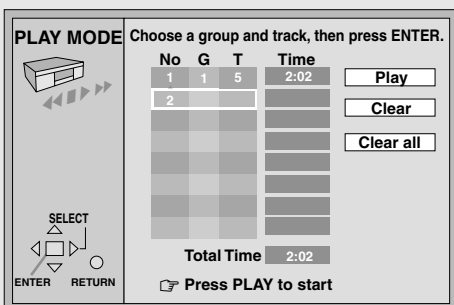 PLAY MODE
Choose a group and track, then press ENTER.
No G T Time
1 1 5 2:02
2
Play
Clear
Clear all
SELECT
ENTER RETURN
Total Time 2:02
☞ Press PLAY to start